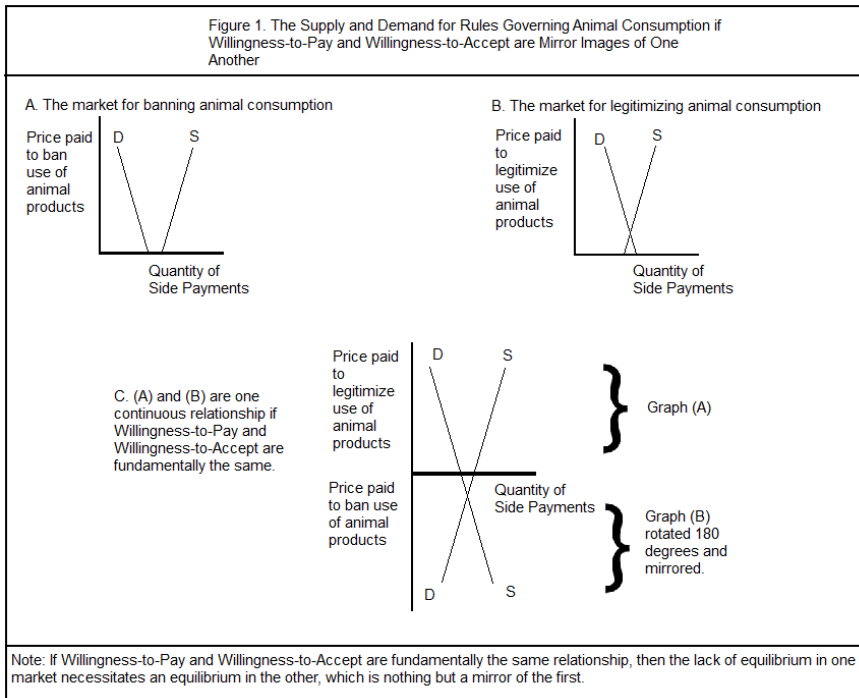 Figure 1. The Supply and Demand for Rules Governing Animal Consumption if
Willingness-to-Pay and Willingness-to-Accept are Mirror Images of One
Another
A. The market for banning animal consumption
Price paid
to ban
use of
animal
products
D
S
Quantity of
Side Payments
B. The market for legitimizing animal consumption
Price paid
to
legitimize
use of
animal
products
D
S
Quantity of
Side Payments
C. (A) and (B) are one
continuous relationship if
Willingness-to-Pay and
Willingness-to-Accept are
fundamentally the same.
Price paid
to
legitimize
use of
animal
products
D
S
Graph (A)
Price paid
to ban use
of animal
products
Quantity of
Side Payments
D
S
Graph (B)
rotated 180
degrees and
mirrored.
Note: If Willingness-to-Pay and Willingness-to-Accept are fundamentally the same relationship, then the lack of equilibrium in one
market necessitates an equilibrium in the other, which is nothing but a mirror of the first.